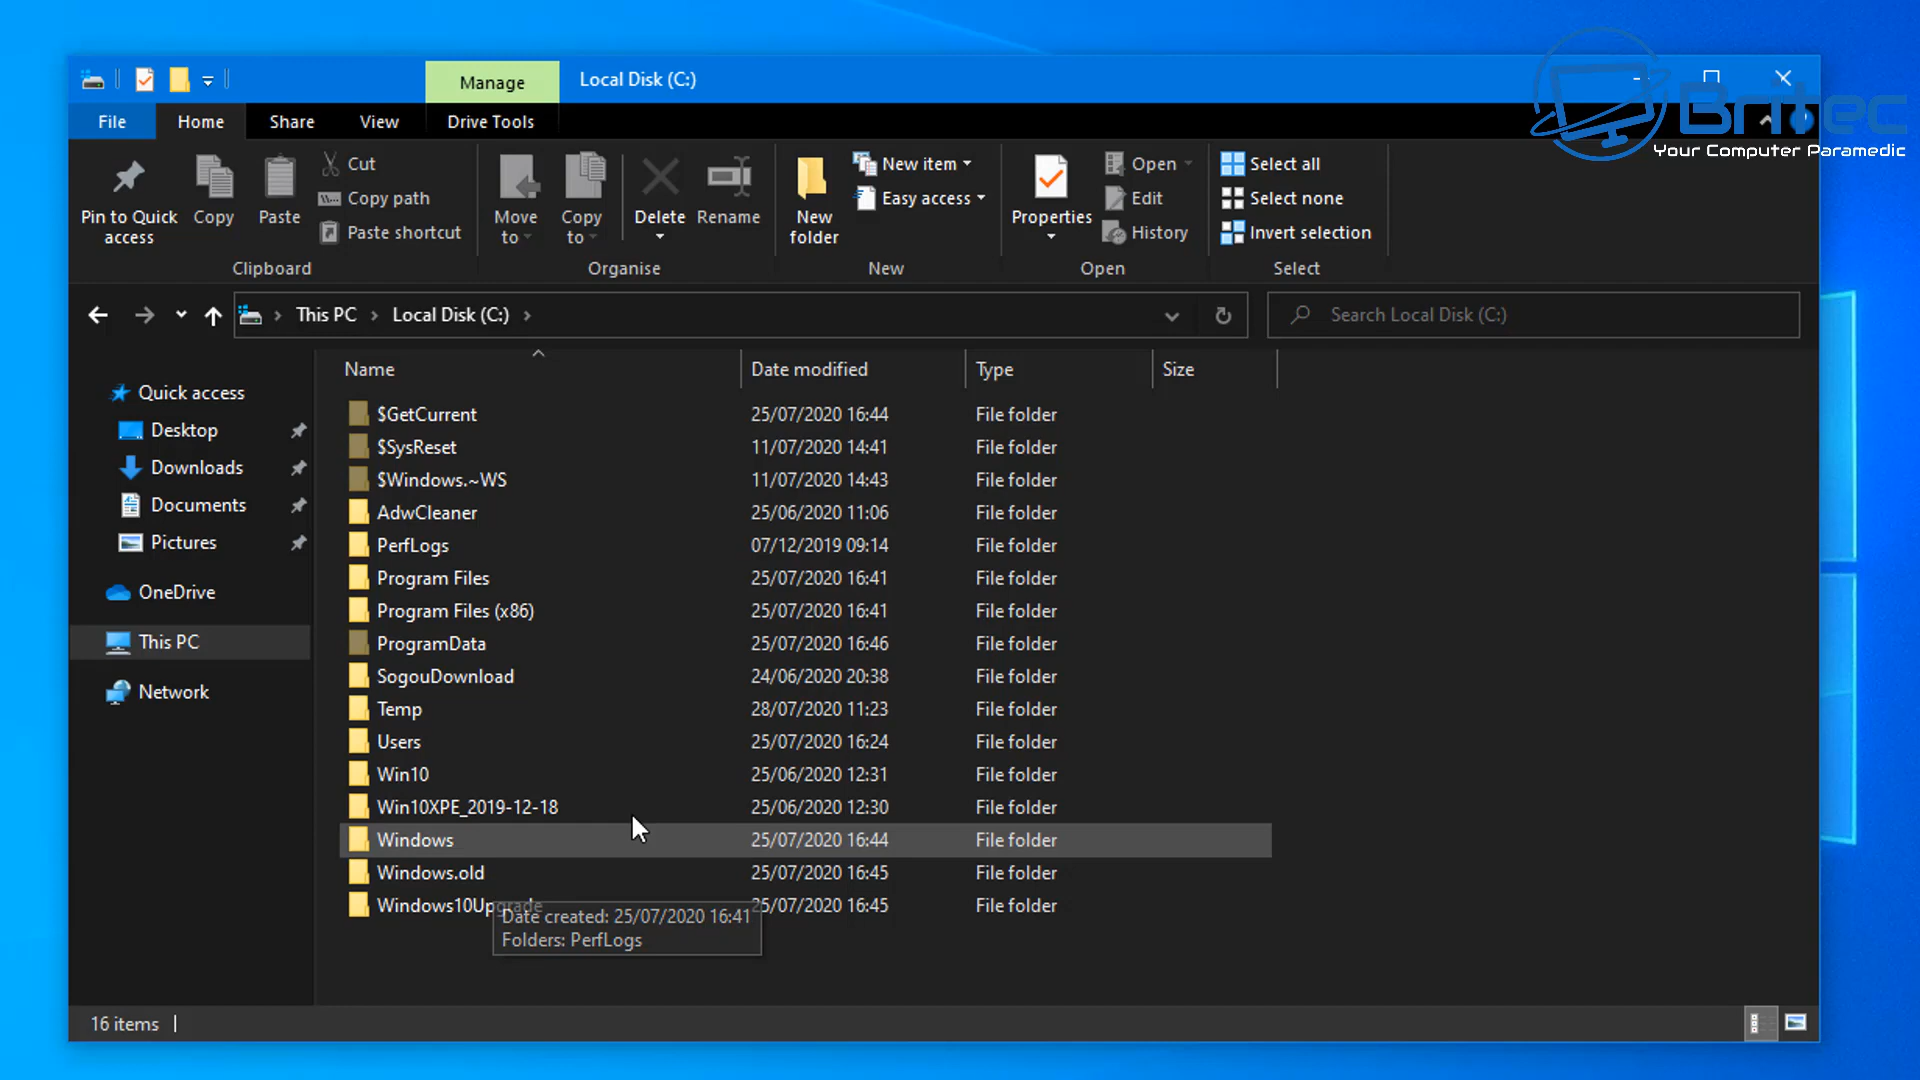 Manage
Local Disk (C:)
Britec
Your Computer Paramedic
File
Home
Share
View
Drive Tools
Pin to Quick access
Copy
Paste
Cut
Copy path
Paste shortcut
Clipboard
Move to
Copy to
Delete
Rename
Organise
New folder
New item
Easy access
New
Properties
Open
Edit
History
Open
Select all
Select none
Invert selection
Select
This PC
Local Disk (C:)
Search Local Disk (C:)
Quick access
Desktop
Downloads
Documents
Pictures
OneDrive
This PC
Network
Name Date modified Type Size
$GetCurrent 25/07/2020 16:44 File folder
$SysReset 11/07/2020 14:41 File folder
$Windows.~WS 11/07/2020 14:43 File folder
AdwCleaner 25/06/2020 11:06 File folder
PerfLogs 07/12/2019 09:14 File folder
Program Files 25/07/2020 16:41 File folder
Program Files (x86) 25/07/2020 16:41 File folder
ProgramData 25/07/2020 16:46 File folder
SogouDownload 24/06/2020 20:38 File folder
Temp 28/07/2020 11:23 File folder
Users 25/07/2020 16:24 File folder
Win10 25/06/2020 12:31 File folder
Win10XPE_2019-12-18 25/06/2020 12:30 File folder
Windows 25/07/2020 16:44 File folder
Windows.old 25/07/2020 16:45 File folder
Windows10Upgrade 25/07/2020 16:45 File folder
Date created: 25/07/2020 16:41
Folders: PerfLogs
16 items